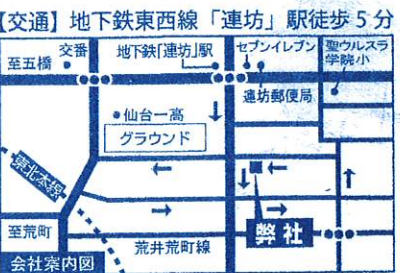 【交通】地下鉄東西線「連坊」駅徒歩5分
至五橋
交番
地下鉄「連坊」駅
セブンイレブン
聖ウルスラ
学院小
連坊郵便局
仙台一高
グラウンド
東北本線
至荒町
荒井荒町線
弊社
会社案内図